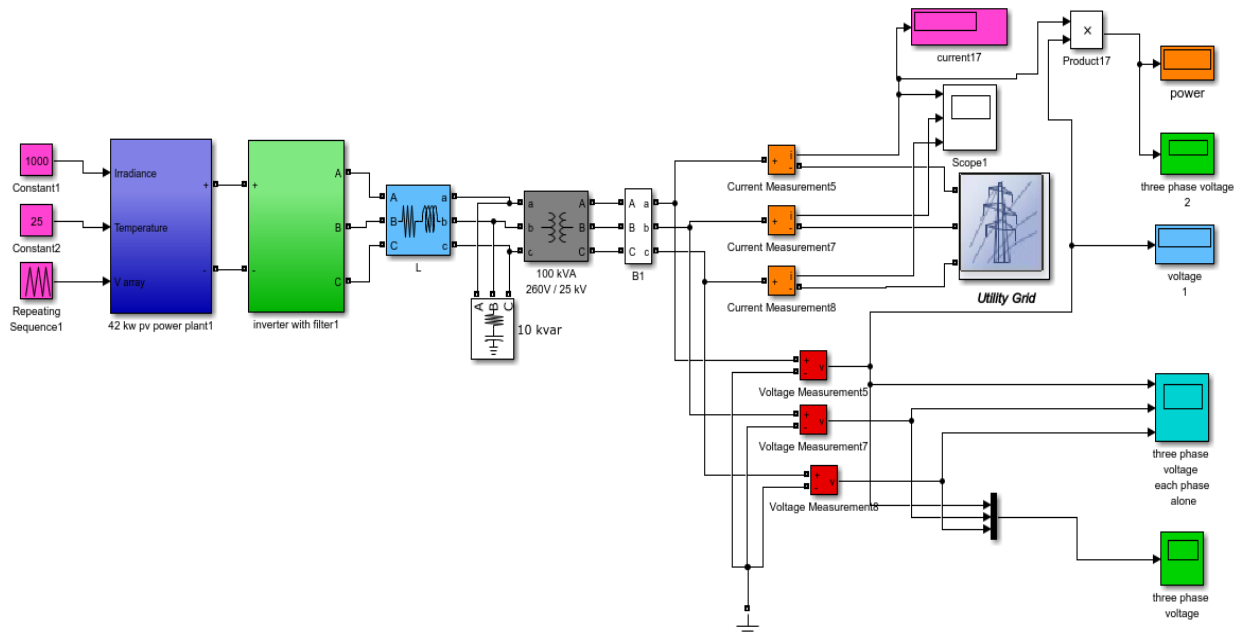 1000
Constant1
25
Constant2
Repeating
Sequence1
Irradiance
Temperature
V array
+
-
42 kw pv power plant1
+
-
A
B
C
inverter with filter1
A
B
C
a
b
c
L
A
B
C
10 kvar
a
b
c
A
B
C
100 kVA
260V / 25 kV
A
B
C
a
b
c
B1
+
-
i
Current Measurement5
+
-
i
Current Measurement7
+
-
i
Current Measurement8
current17
Scope1
Utility Grid
×
Product17
power
three phase voltage
2
voltage
1
+
-
v
Voltage Measurement5
+
-
v
Voltage Measurement7
+
-
v
Voltage Measurement8
three phase
voltage
each phase
alone
three phase
voltage